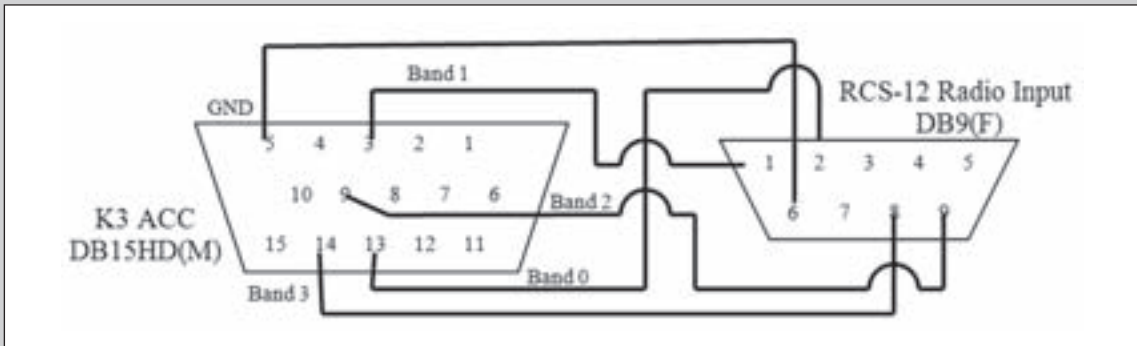 Band 1
GND
5 4 3 2 1
10 9 8 7 6
15 14 13 12 11
K3 ACC
DB15HD(M)
Band 2
Band 0
Band 3
RCS-12 Radio Input
DB9(F)
1 2 3 4 5
6 7 8 9